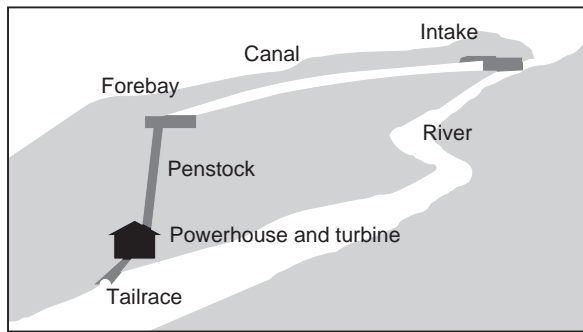 Intake
Canal
Forebay
River
Penstock
Powerhouse and turbine
Tailrace